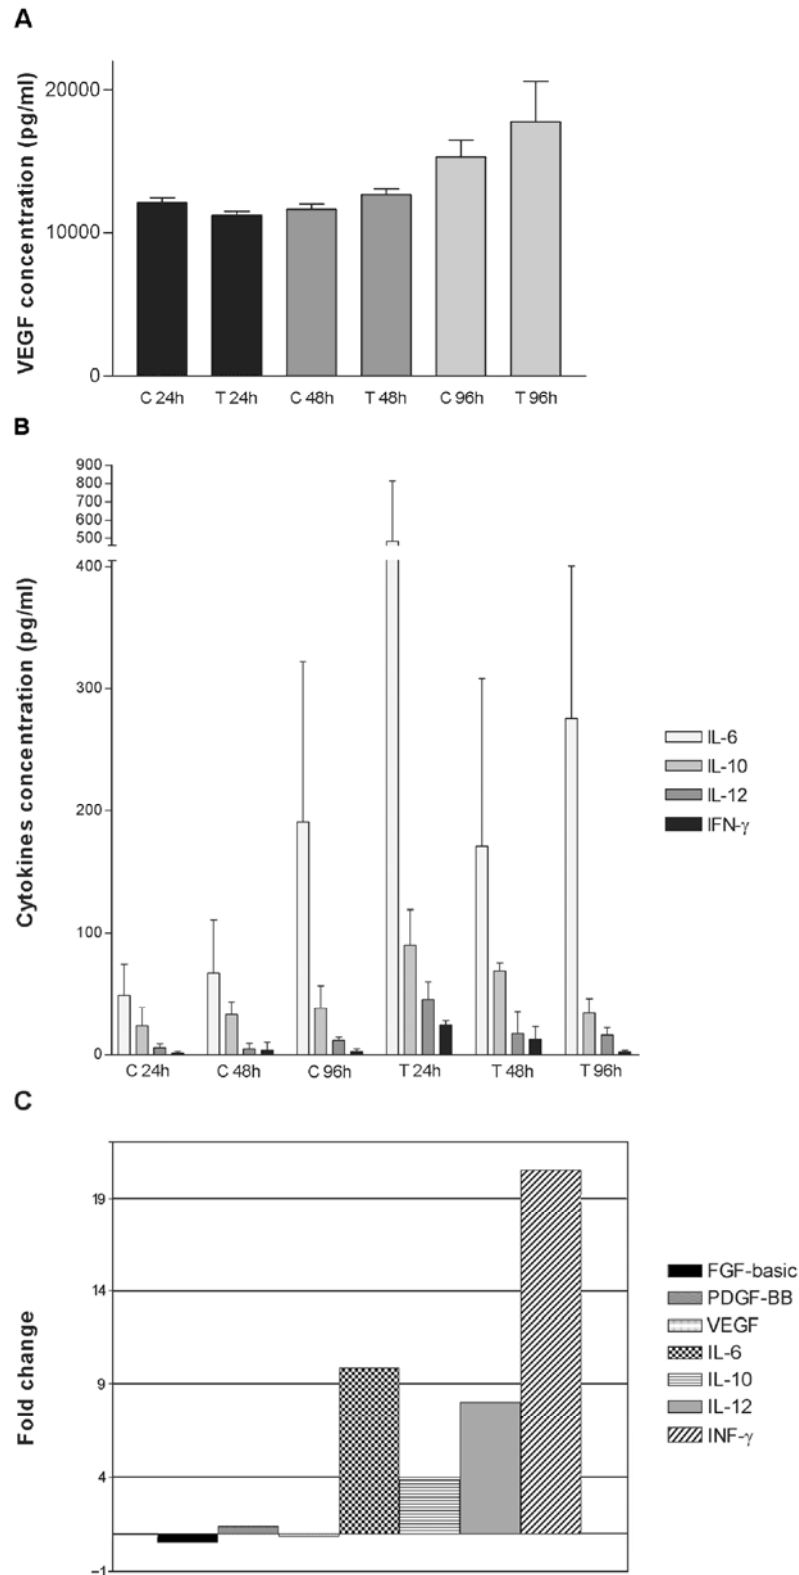 A
VEGF concentration (pg/ml)
20000
10000
0
C 24h T 24h C 48h T 48h C 96h T 96h
B
Cytokines concentration (pg/ml)
900
800
700
600
500
400
300
200
100
0
C 24h C 48h C 96h T 24h T 48h T 96h
IL-6
IL-10
IL-12
IFN-γ
C
Fold change
19
14
9
4
−1
FGF-basic
PDGF-BB
VEGF
IL-6
IL-10
IL-12
INF-γ